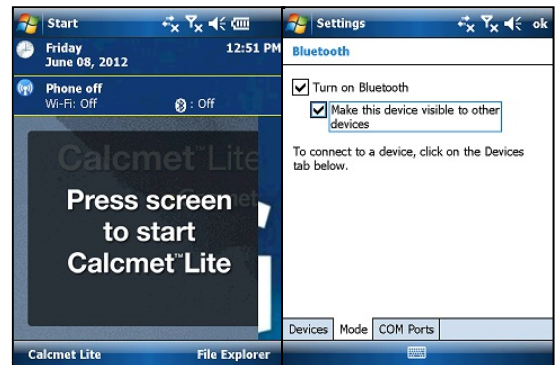 Start
Friday 12:51 PM
June 08, 2012
Phone off
Wi-Fi: Off : Off
Calcmet™Lite
Press screen
to start
Calcmet™Lite
Calcmet Lite File Explorer
Settings ok
Bluetooth
Turn on Bluetooth
Make this device visible to other
devices
To connect to a device, click on the Devices
tab below.
Devices Mode COM Ports